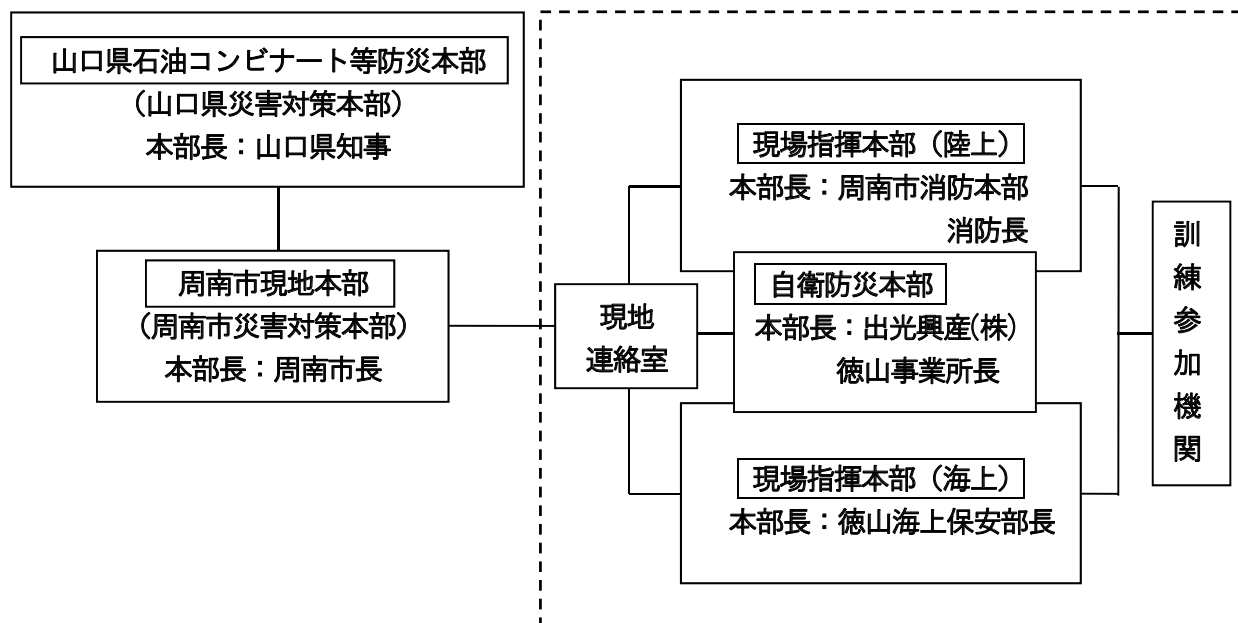 山口県石油コンビナート等防災本部
(山口県災害対策本部)
本部長：山口県知事
周南市現地本部
(周南市災害対策本部)
本部長：周南市長
現地
連絡室
現場指揮本部（陸上）
本部長：周南市消防本部
消防長
自衛防災本部
本部長：出光興産(株)
徳山事業所長
現場指揮本部（海上）
本部長：徳山海上保安部長
訓練参加機関